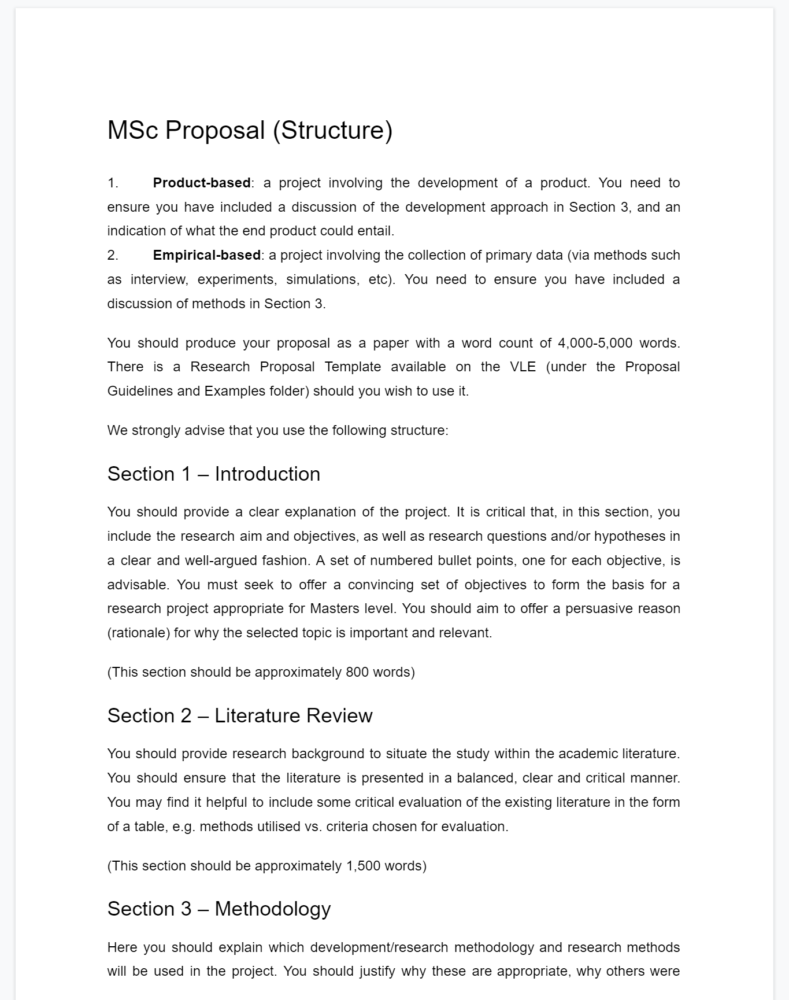 MSc Proposal (Structure)
1. Product-based: a project involving the development of a product. You need to
ensure you have included a discussion of the development approach in Section 3, and an
indication of what the end product could entail.
2. Empirical-based: a project involving the collection of primary data (via methods such
as interview, experiments, simulations, etc). You need to ensure you have included a
discussion of methods in Section 3.
You should produce your proposal as a paper with a word count of 4,000-5,000 words.
There is a Research Proposal Template available on the VLE (under the Proposal
Guidelines and Examples folder) should you wish to use it.
We strongly advise that you use the following structure:
Section 1 – Introduction
You should provide a clear explanation of the project. It is critical that, in this section, you
include the research aim and objectives, as well as research questions and/or hypotheses in
a clear and well-argued fashion. A set of numbered bullet points, one for each objective, is
advisable. You must seek to offer a convincing set of objectives to form the basis for a
research project appropriate for Masters level. You should aim to offer a persuasive reason
(rationale) for why the selected topic is important and relevant.
(This section should be approximately 800 words)
Section 2 – Literature Review
You should provide research background to situate the study within the academic literature.
You should ensure that the literature is presented in a balanced, clear and critical manner.
You may find it helpful to include some critical evaluation of the existing literature in the form
of a table, e.g. methods utilised vs. criteria chosen for evaluation.
(This section should be approximately 1,500 words)
Section 3 – Methodology
Here you should explain which development/research methodology and research methods
will be used in the project. You should justify why these are appropriate, why others were